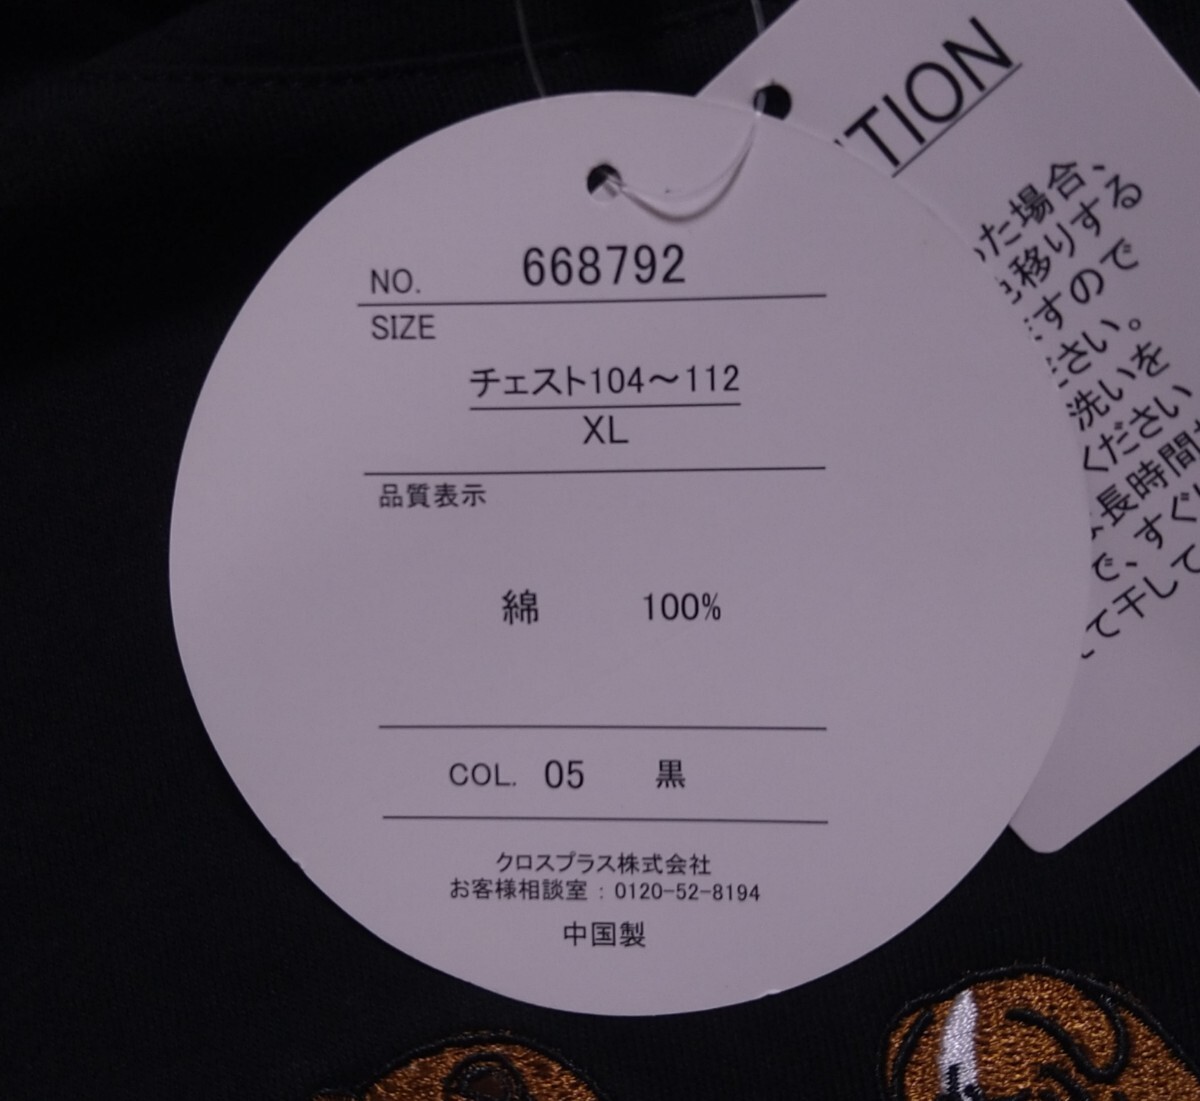 NO. 668792
SIZE
チェスト104～112
XL
品質表示
綿 100%
COL. 05 黒
クロスプラス株式会社
お客様相談室：0120-52-8194
中国製
TION
た場合、
移りする
すので
さい。
洗いを
ください
長時間
で、すぐ
て干して